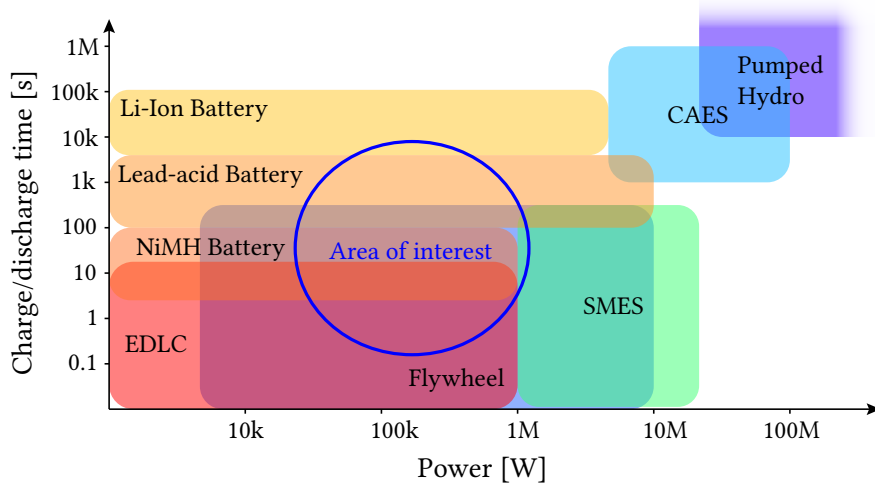 Charge/discharge time [s]
1M
100k
10k
1k
100
10
1
0.1
Li-Ion Battery
Lead-acid Battery
NiMH Battery
EDLC
Area of interest
Flywheel
SMES
CAES
Pumped
Hydro
10k
100k
1M
10M
100M
Power [W]